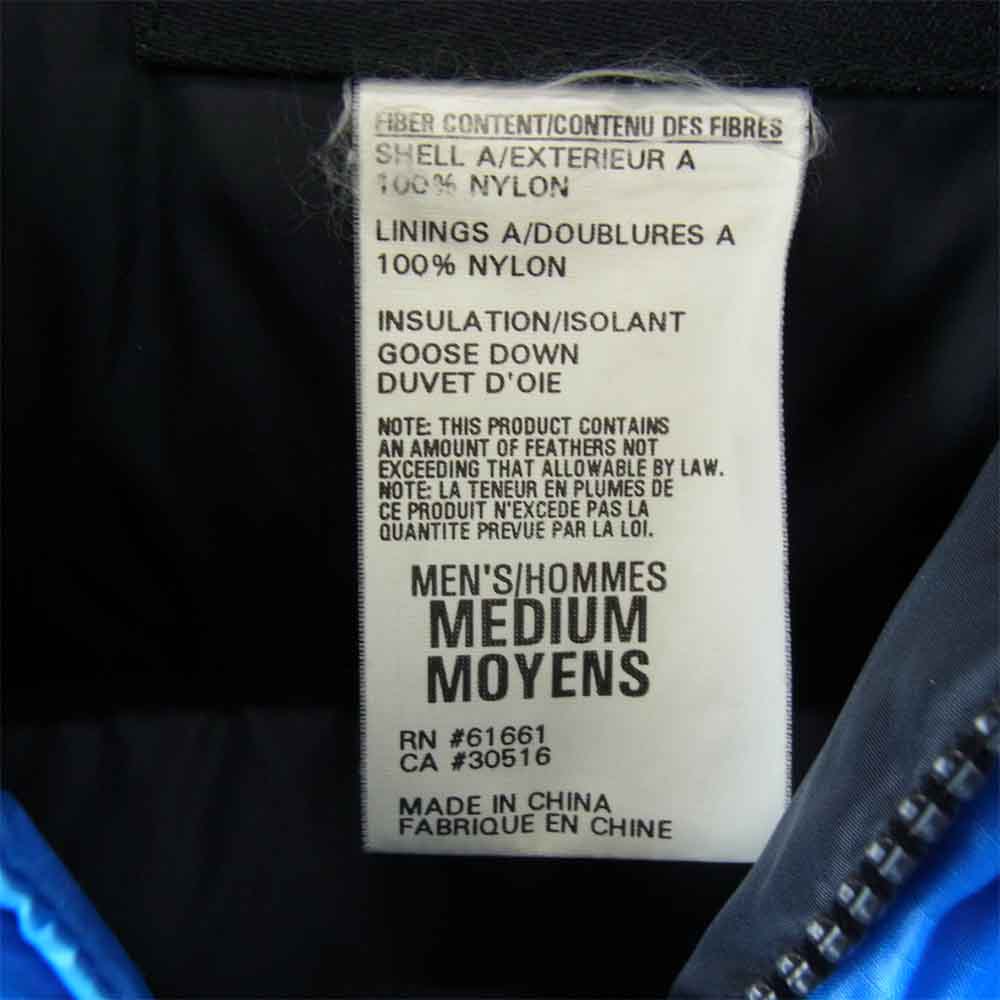 FIBER CONTENT/CONTENU DES FIBRES
SHELL A/EXTERIEUR A
100% NYLON
LININGS A/DOUBLURES A
100% NYLON
INSULATION/ISOLANT
GOOSE DOWN
DUVET D'OIE
NOTE: THIS PRODUCT CONTAINS
AN AMOUNT OF FEATHERS NOT
EXCEEDING THAT ALLOWABLE BY LAW.
NOTE: LA TENEUR EN PLUMES DE
CE PRODUIT N'EXCEDE PAS LA
QUANTITE PREVUE PAR LA LOI.
MEN'S/HOMMES
MEDIUM
MOYENS
RN #61661
CA #30516
MADE IN CHINA
FABRIQUE EN CHINE